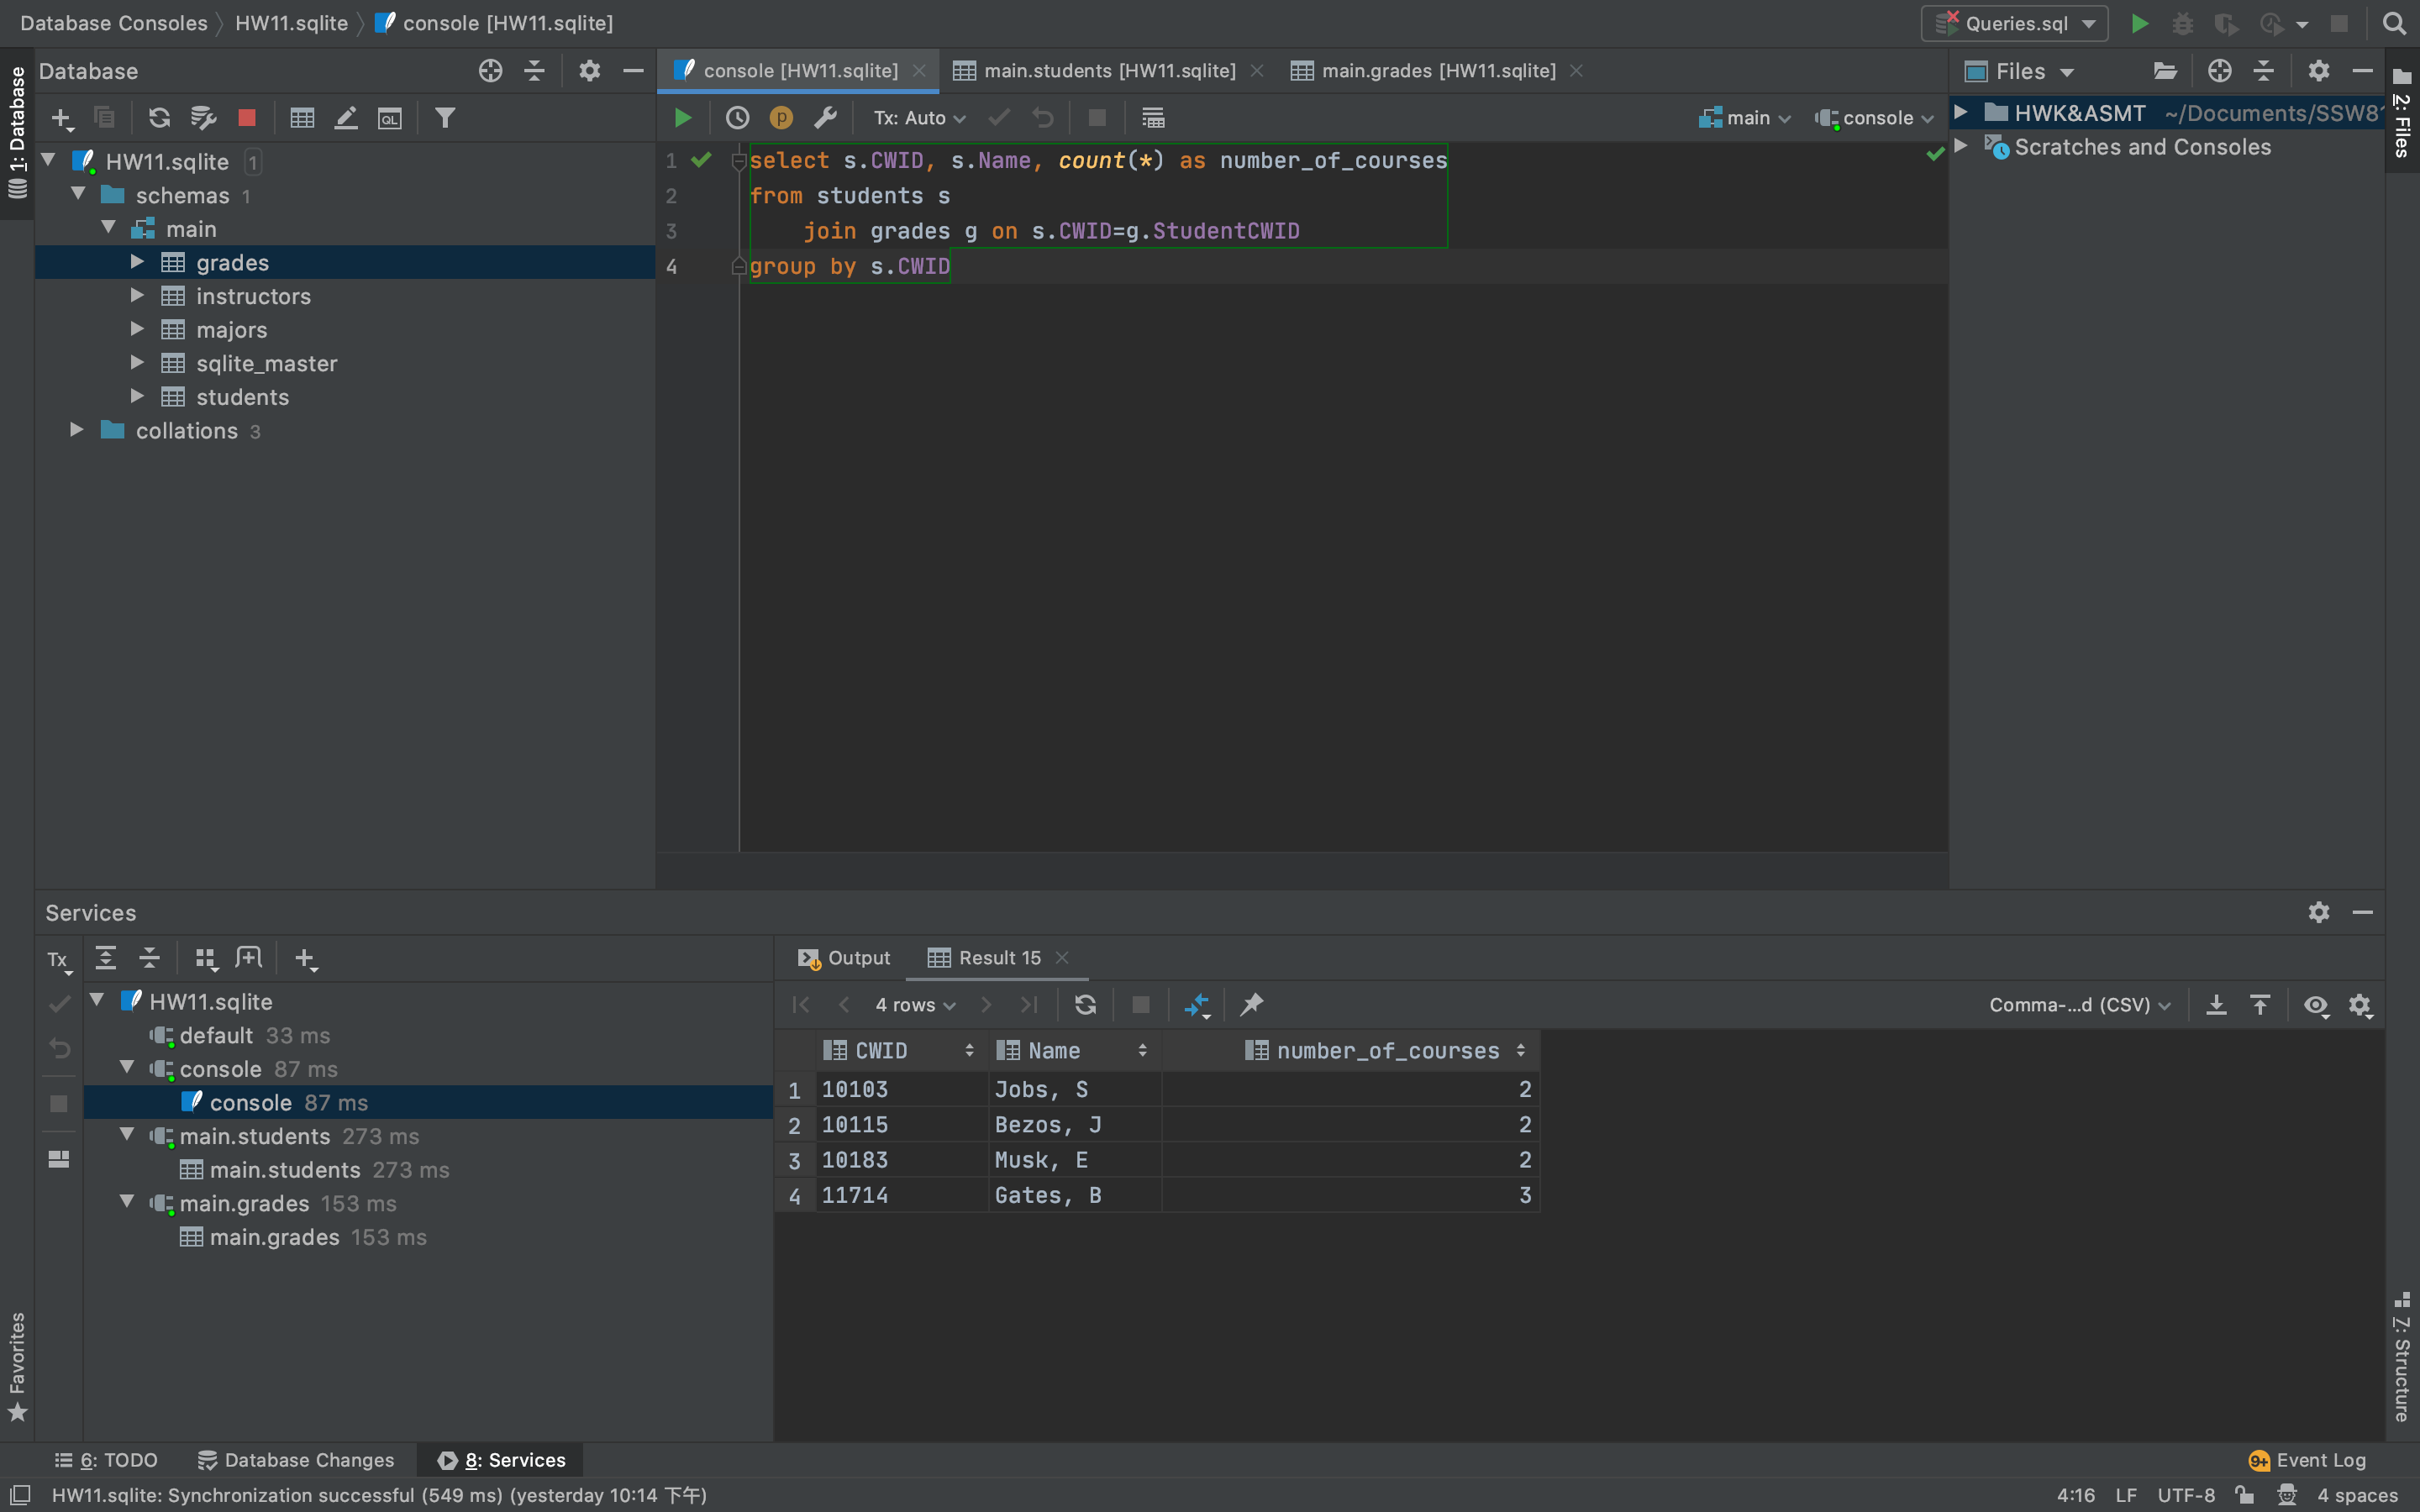 Database Consoles HW11.sqlite console [HW11.sqlite]
Queries.sql
1: Database
Database
console [HW11.sqlite]
main.students [HW11.sqlite]
main.grades [HW11.sqlite]
Files
2: Files
QL
p
Tx: Auto
main
console
HW11.sqlite 1
schemas 1
main
grades
instructors
majors
sqlite_master
students
collations 3
1 select s.CWID, s.Name, count(*) as number_of_courses
2 from students s
3 join grades g on s.CWID=g.StudentCWID
4 group by s.CWID
HWK&ASMT ~/Documents/SSW81
Scratches and Consoles
Services
Tx
HW11.sqlite
default 33 ms
console 87 ms
console 87 ms
main.students 273 ms
main.students 273 ms
main.grades 153 ms
main.grades 153 ms
Output
Result 15
4 rows
Comma-...d (CSV)
CWID Name number_of_courses
1 10103 Jobs, S 2
2 10115 Bezos, J 2
3 10183 Musk, E 2
4 11714 Gates, B 3
Favorites
7: Structure
6: TODO
Database Changes
8: Services
9+ Event Log
HW11.sqlite: Synchronization successful (549 ms) (yesterday 10:14 下午)
4:16 LF UTF-8 4 spaces